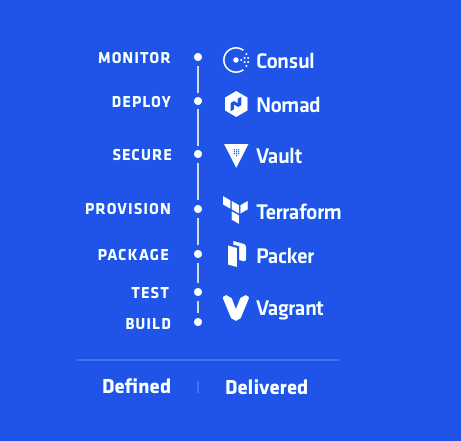 MONITOR Consul
DEPLOY Nomad
SECURE Vault
PROVISION Terraform
PACKAGE Packer
TEST
Vagrant
BUILD
Defined Delivered